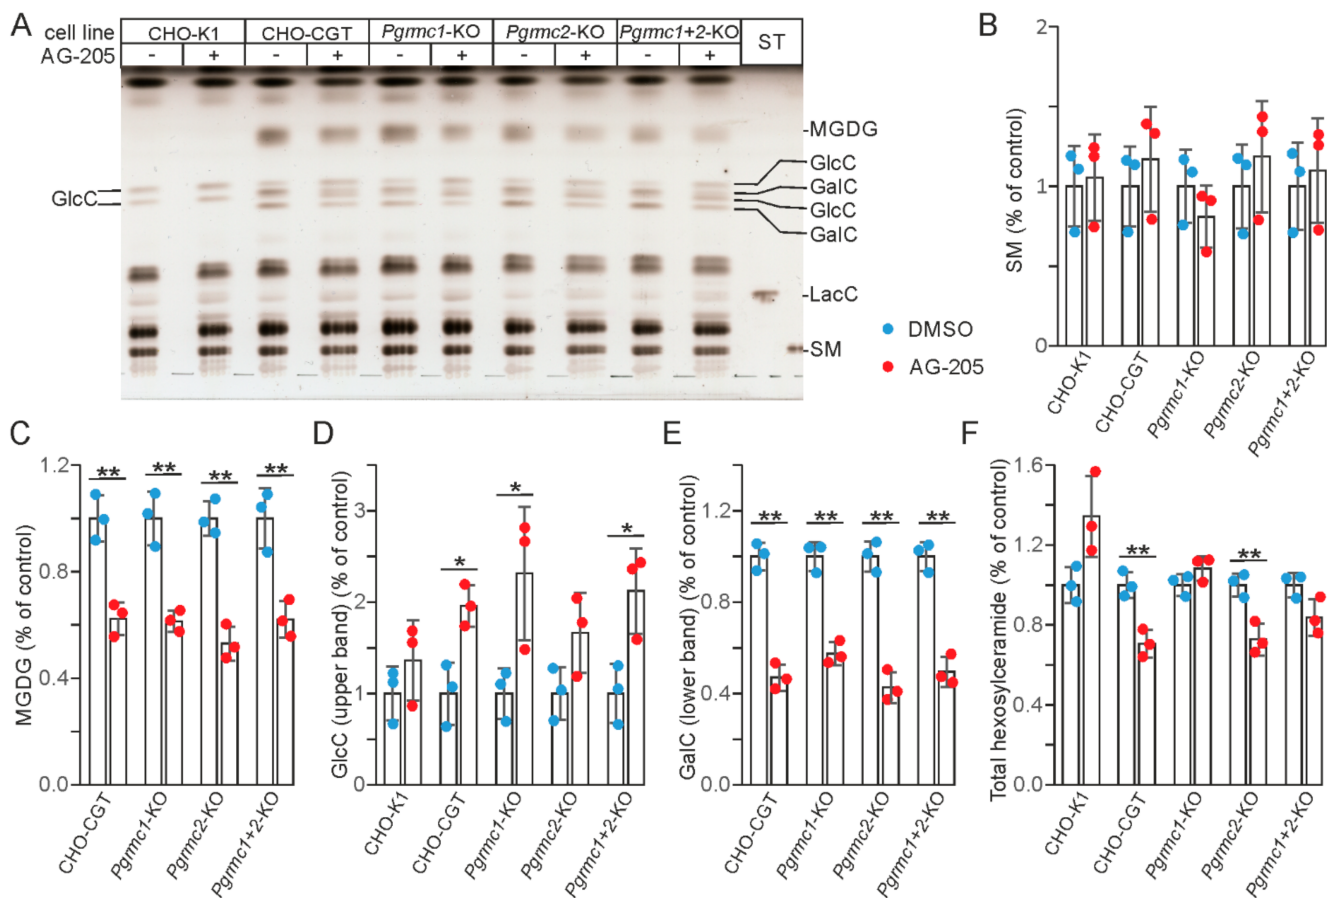 A
cell line CHO-K1 CHO-CGT Pgrmc1-KO Pgrmc2-KO Pgrmc1+2-KO ST
AG-205 - + - + - + - + - +
-MGDG
GlcC
GalC
GlcC
GlcC
GalC
-LacC
-SM
DMSO
AG-205
B
SM (% of control)
2
1
0
CHO-K1
CHO-CGT
Pgrmc1-KO
Pgrmc2-KO
Pgrmc1+2-KO
C
MGDG (% of control)
1.2
0.8
0.4
0.0
** ** ** **
CHO-CGT
Pgrmc1-KO
Pgrmc2-KO
Pgrmc1+2-KO
D
GlcC (upper band) (% of control)
3
2
1
0
* * *
CHO-K1
CHO-CGT
Pgrmc1-KO
Pgrmc2-KO
Pgrmc1+2-KO
E
GalC (lower band) (% of control)
1.2
0.8
0.4
0.0
** ** ** **
CHO-CGT
Pgrmc1-KO
Pgrmc2-KO
Pgrmc1+2-KO
F
Total hexosylceramide (% of control)
1.6
1.2
0.8
0.4
0.0
** **
CHO-K1
CHO-CGT
Pgrmc1-KO
Pgrmc2-KO
Pgrmc1+2-KO